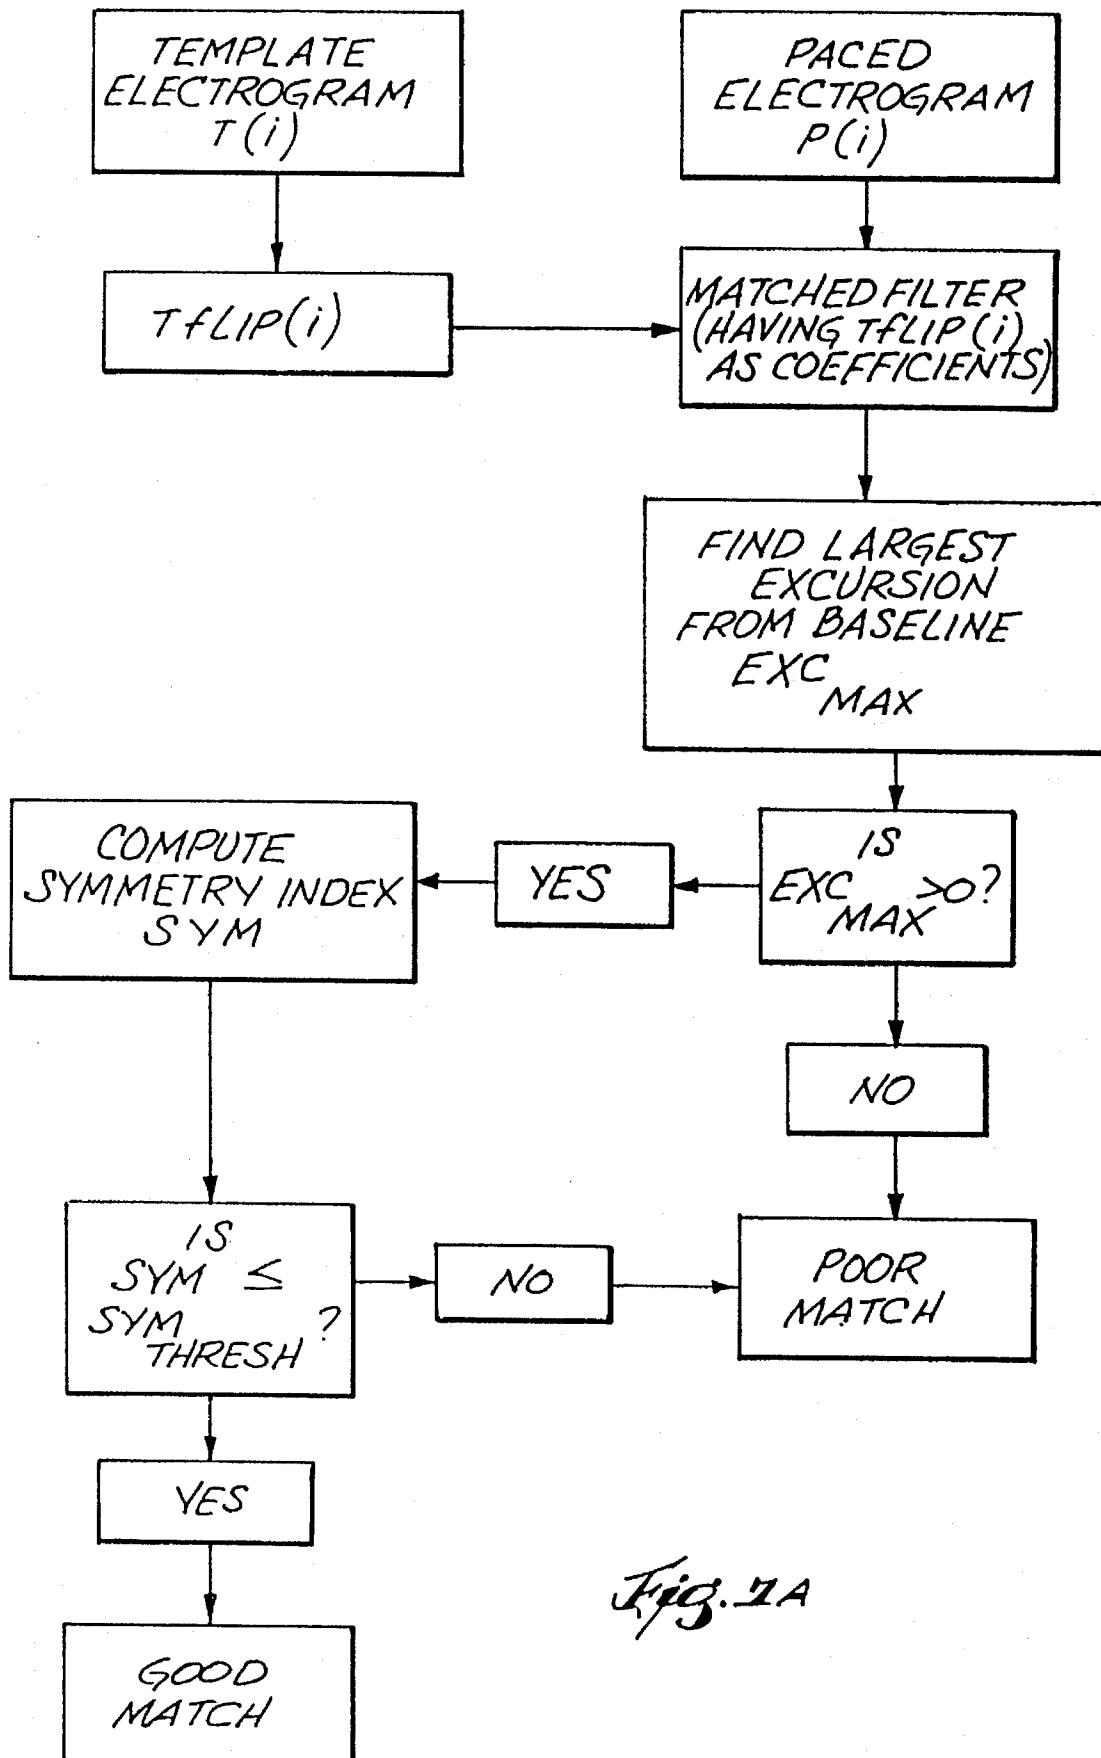 TEMPLATE
ELECTROGRAM
T(i)
PACED
ELECTROGRAM
P(i)
TfLIP(i)
MATCHED FILTER
(HAVING TfLIP(i)
AS COEFFICIENTS)
FIND LARGEST
EXCURSION
FROM BASELINE
EXC
MAX
IS
EXC
MAX >0?
YES
COMPUTE
SYMMETRY INDEX
SYM
NO
IS
SYM ≤
SYM
THRESH ?
NO
POOR
MATCH
YES
GOOD
MATCH
Fig. 7A